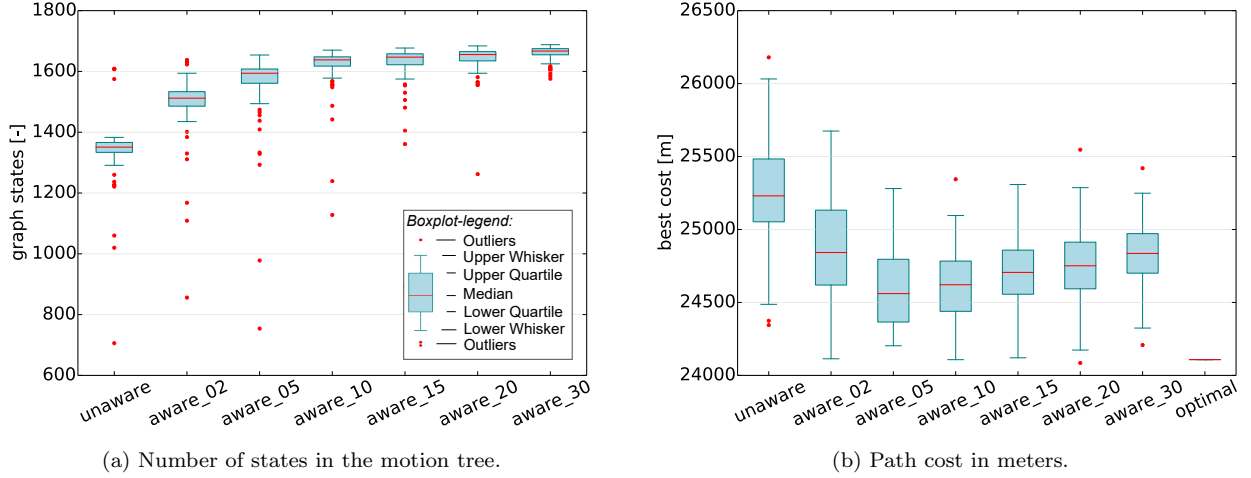 1800
1600
1400
1200
1000
800
600
graph states [-]
Boxplot-legend:
Outliers
Upper Whisker
Upper Quartile
Median
Lower Quartile
Lower Whisker
Outliers
unaware
aware_02
aware_05
aware_10
aware_15
aware_20
aware_30
(a) Number of states in the motion tree.
26500
26000
25500
25000
24500
24000
best cost [m]
unaware
aware_02
aware_05
aware_10
aware_15
aware_20
aware_30
optimal
(b) Path cost in meters.